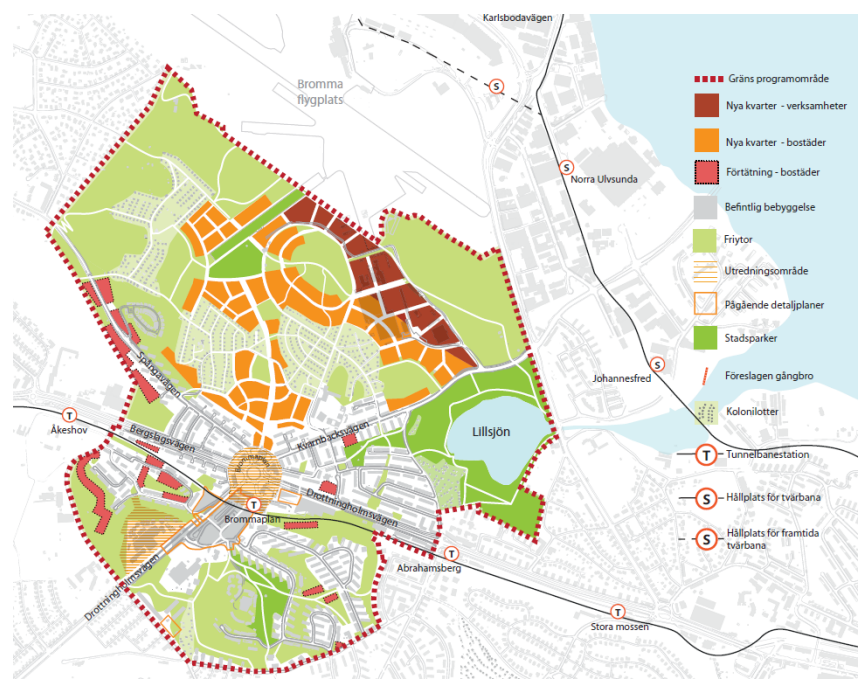 Karlsbodavägen
Bromma
flygplats
S
S
Norra Ulvsunda
Gräns programområde
Nya kvarter - verksamheter
Nya kvarter - bostäder
Förtätning - bostäder
Befintlig bebyggelse
Friytor
Utredningsområde
Pågående detaljplaner
Stadsparker
Föreslagen gångbro
Kolonilotter
T
Tunnelbanestation
S
Hållplats för tvärbana
S
Hållplats för framtida
tvärbana
S
Johannesfred
Spångavägen
T
Åkeshov
Bergslagsvägen
Kvarnbacksvägen
Lillsjön
Brommaplan
Drottningholmsvägen
T
Brommaplan
Drottningholmsvägen
T
Abrahamsberg
T
Stora mossen